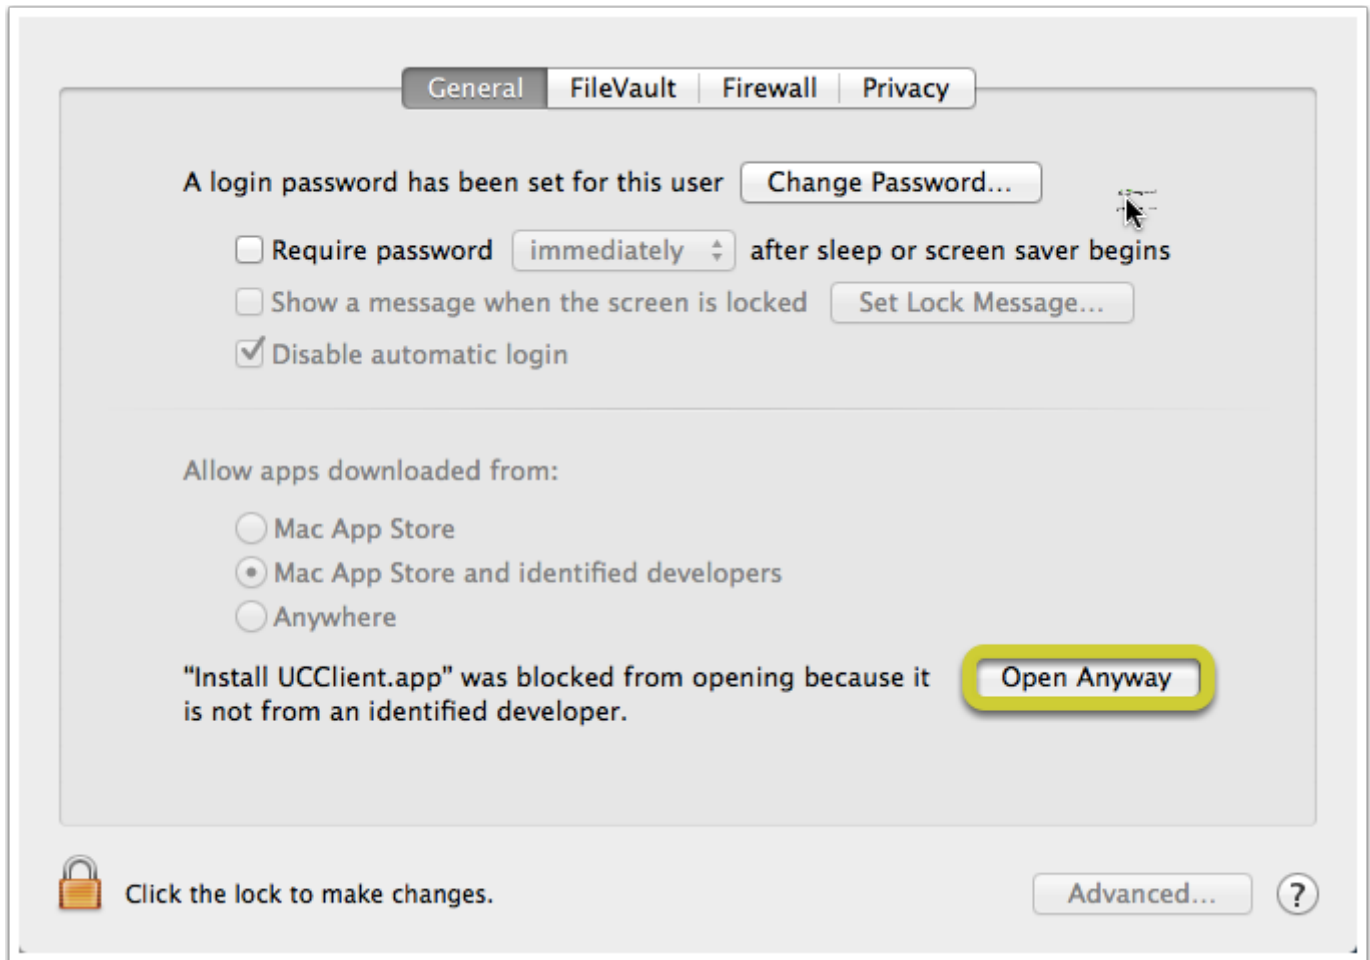 General FileVault Firewall Privacy
A login password has been set for this user Change Password...
Require password immediately after sleep or screen saver begins
Show a message when the screen is locked Set Lock Message...
Disable automatic login
Allow apps downloaded from:
Mac App Store
Mac App Store and identified developers
Anywhere
“Install UCClient.app” was blocked from opening because it Open Anyway
is not from an identified developer.
Click the lock to make changes. Advanced... ?